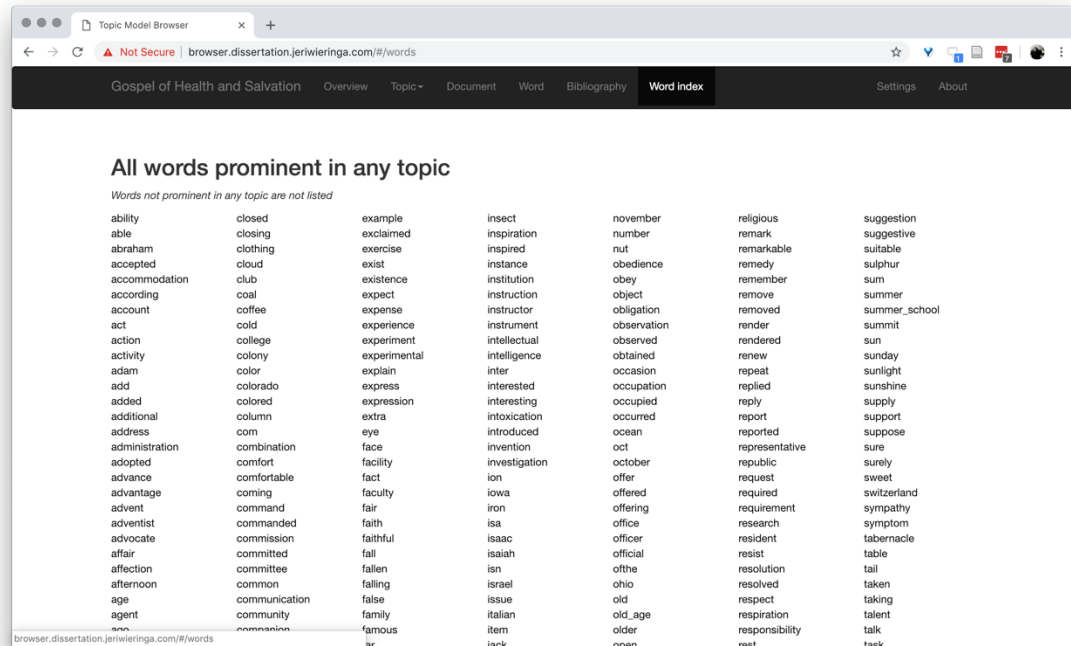 Topic Model Browser
Not Secure | browser.dissertation.jeriwieringa.com/#/words
1
7
Gospel of Health and Salvation Overview Topic Document Word Bibliography Word index Settings About
All words prominent in any topic
Words not prominent in any topic are not listed
ability closed example insect november religious suggestion
able closing exclaimed inspiration number remark suggestive
abraham clothing exercise inspired nut remarkable suitable
accepted cloud exist instance obedience remedy sulphur
accommodation club existence institution obey remember sum
according coal expect instruction object remove summer
account coffee expense instructor obligation removed summer_school
act cold experience instrument observation render summit
action college experiment intellectual observed rendered sun
activity colony experimental intelligence obtained renew sunday
adam color explain inter occasion repeat sunlight
add colorado express interested occupation replied sunshine
added colored expression interesting occupied reply supply
additional column extra intoxication occurred report support
address com eye introduced ocean reported suppose
administration combination face invention oct representative sure
adopted comfort facility investigation october republic surely
advance comfortable fact ion offer request sweet
advantage coming faculty iowa offered required switzerland
advent command fair iron offering requirement sympathy
adventist commanded faith isa office research symptom
advocate commission faithful isaac officer resident tabernacle
affair committed fall isaiah official resist table
affection committee fallen isn ofthe resolution tail
afternoon common falling israel ohio resolved taken
age communication false issue old respect taking
agent community family italian old_age respiration talent
ago companion famous item older responsibility talk
browser.dissertation.jeriwieringa.com/#/words jack open rest task